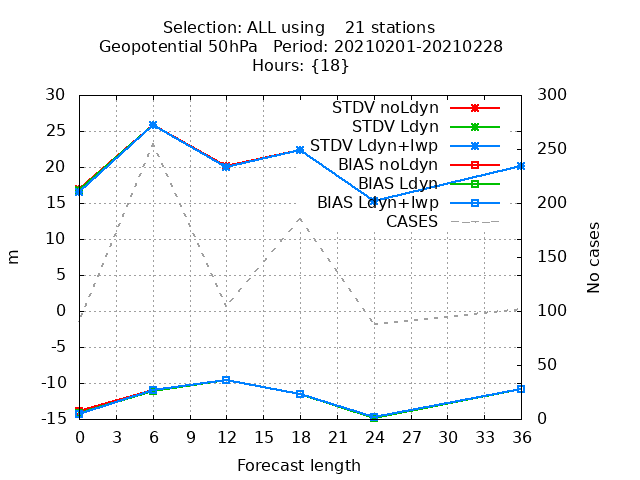 Selection: ALL using 21 stations
Geopotential 50hPa Period: 20210201-20210228
Hours: {18}
30 300
STDV noLdyn
25 STDV Ldyn 250
STDV Ldyn+lwp
20 BIAS noLdyn
BIAS Ldyn
15 BIAS Ldyn+lwp 200
CASES
10
5 150
0 100
-5 50
-10
-15 0
m
No cases
0 3 6 9 12 15 18 21 24 27 30 33 36
Forecast length